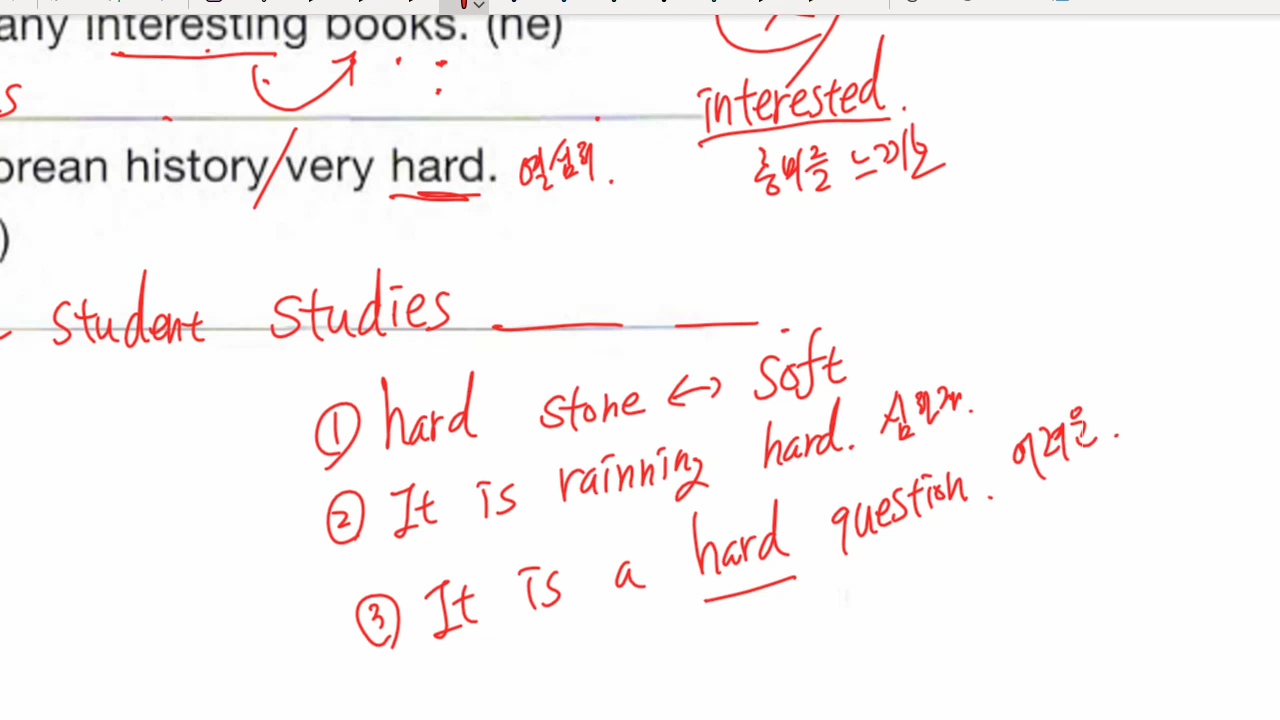 any interesting books. (he)
s
interested.
orean history/very hard. 열심히.
흥미를 느끼는
)
student studies
① hard stone ↔ soft
② It is rainning hard. 심하게.
③ It is a hard question. 어려운.